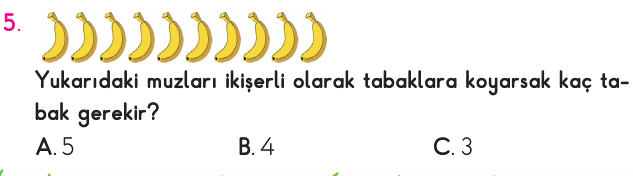 5.
Yukarıdaki muzları ikişerli olarak tabaklara koyarsak kaç ta-
bak gerekir?
A. 5 B. 4 C. 3